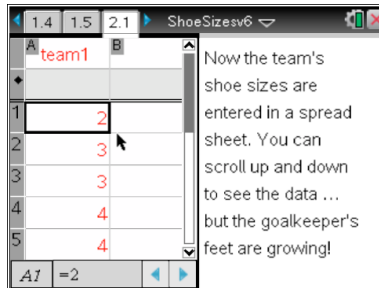 1.4 1.5 2.1 ShoeSizesv6
A team1 B
1 2
2 3
3 3
4 4
5 4
A1 =2
Now the team's
shoe sizes are
entered in a spread
sheet. You can
scroll up and down
to see the data ...
but the goalkeeper's
feet are growing!